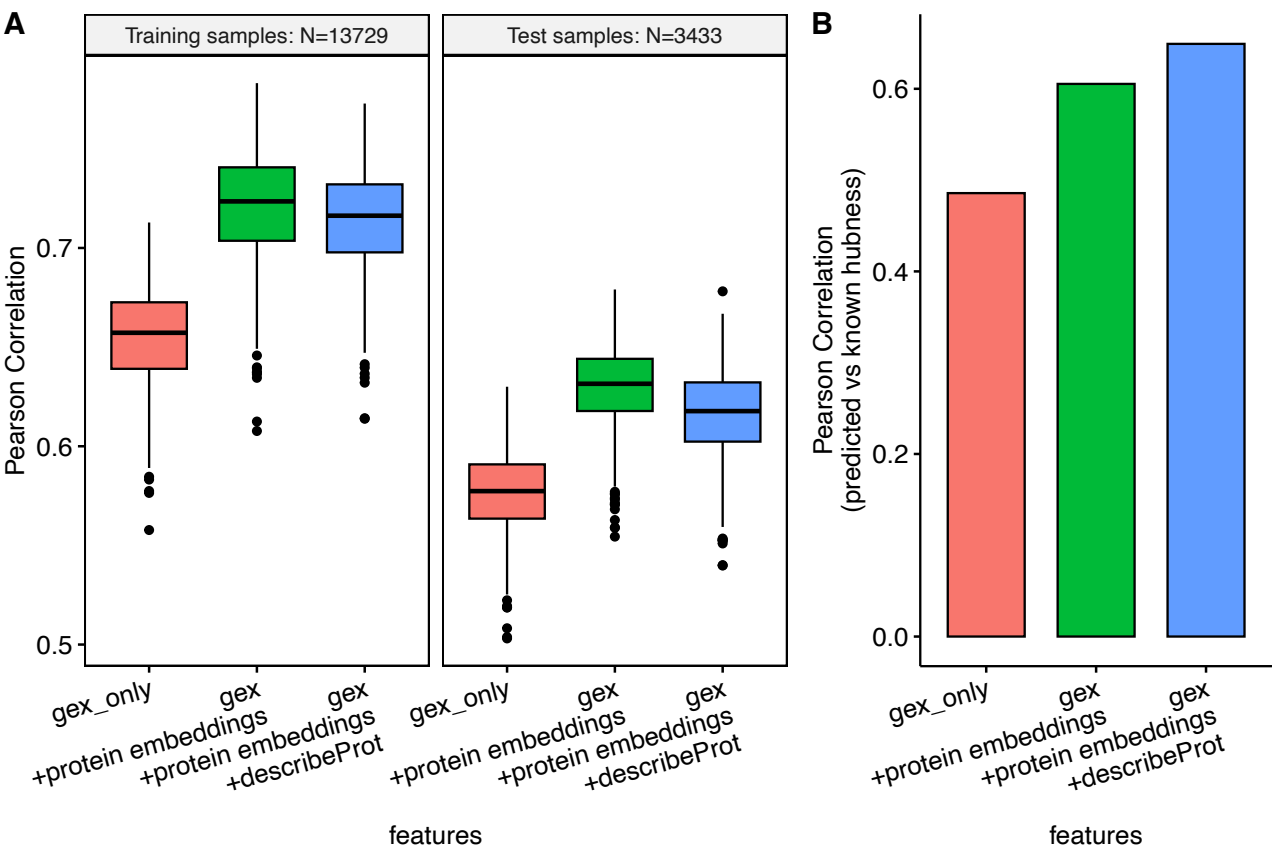 A
Training samples: N=13729
Test samples: N=3433
Pearson Correlation
0.7
0.6
0.5
gex_only
gex
+protein embeddings
gex
+protein embeddings
+describeProt
gex_only
gex
+protein embeddings
gex
+protein embeddings
+describeProt
features
B
Pearson Correlation
(predicted vs known hubness)
0.6
0.4
0.2
0.0
gex_only
gex
+protein embeddings
gex
+protein embeddings
+describeProt
features